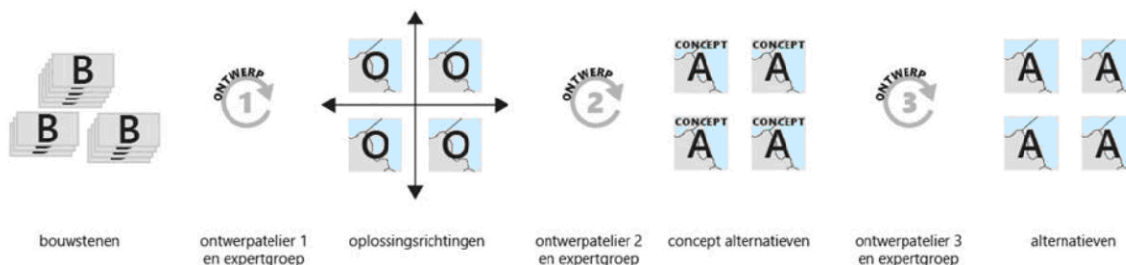 B
B B
ONTWERP
1
O O
O O
ONTWERP
2
CONCEPT CONCEPT
A A
CONCEPT CONCEPT
A A
ONTWERP
3
A A
A A
bouwstenen
ontwerpatelier 1
en expertgroep
oplossingsrichtingen
ontwerpatelier 2
en expertgroep
concept alternatieven
ontwerpatelier 3
en expertgroep
alternatieven